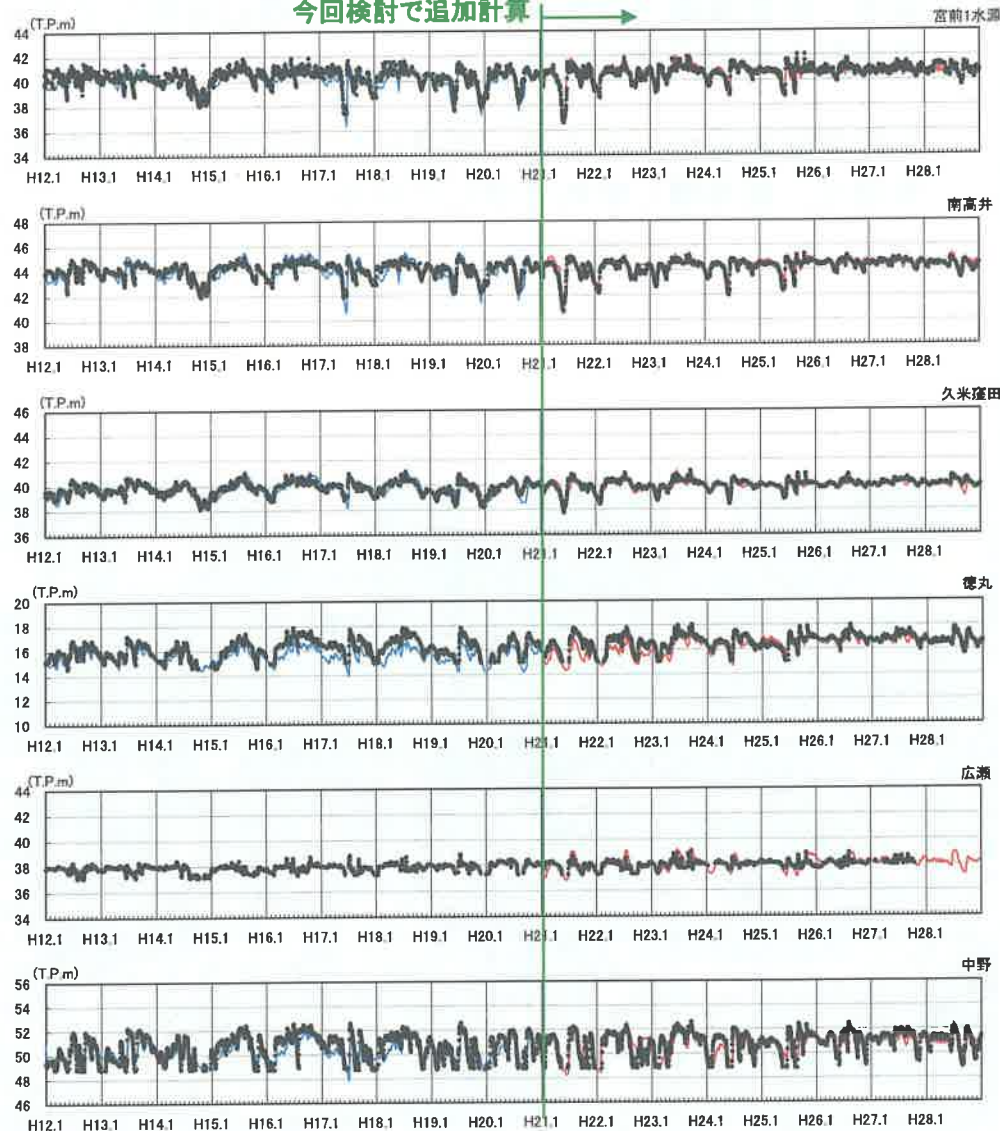 今回検討で追加計算
(T.P.m)
宮前1水源
44
42
40
38
36
34
H12.1 H13.1 H14.1 H15.1 H16.1 H17.1 H18.1 H19.1 H20.1 H21.1 H22.1 H23.1 H24.1 H25.1 H26.1 H27.1 H28.1
(T.P.m)
南高井
48
46
44
42
40
38
H12.1 H13.1 H14.1 H15.1 H16.1 H17.1 H18.1 H19.1 H20.1 H21.1 H22.1 H23.1 H24.1 H25.1 H26.1 H27.1 H28.1
(T.P.m)
久米窪田
46
44
42
40
38
36
H12.1 H13.1 H14.1 H15.1 H16.1 H17.1 H18.1 H19.1 H20.1 H21.1 H22.1 H23.1 H24.1 H25.1 H26.1 H27.1 H28.1
(T.P.m)
徳丸
20
18
16
14
12
10
H12.1 H13.1 H14.1 H15.1 H16.1 H17.1 H18.1 H19.1 H20.1 H21.1 H22.1 H23.1 H24.1 H25.1 H26.1 H27.1 H28.1
(T.P.m)
広瀬
44
42
40
38
36
34
H12.1 H13.1 H14.1 H15.1 H16.1 H17.1 H18.1 H19.1 H20.1 H21.1 H22.1 H23.1 H24.1 H25.1 H26.1 H27.1 H28.1
(T.P.m)
中野
56
54
52
50
48
46
H12.1 H13.1 H14.1 H15.1 H16.1 H17.1 H18.1 H19.1 H20.1 H21.1 H22.1 H23.1 H24.1 H25.1 H26.1 H27.1 H28.1